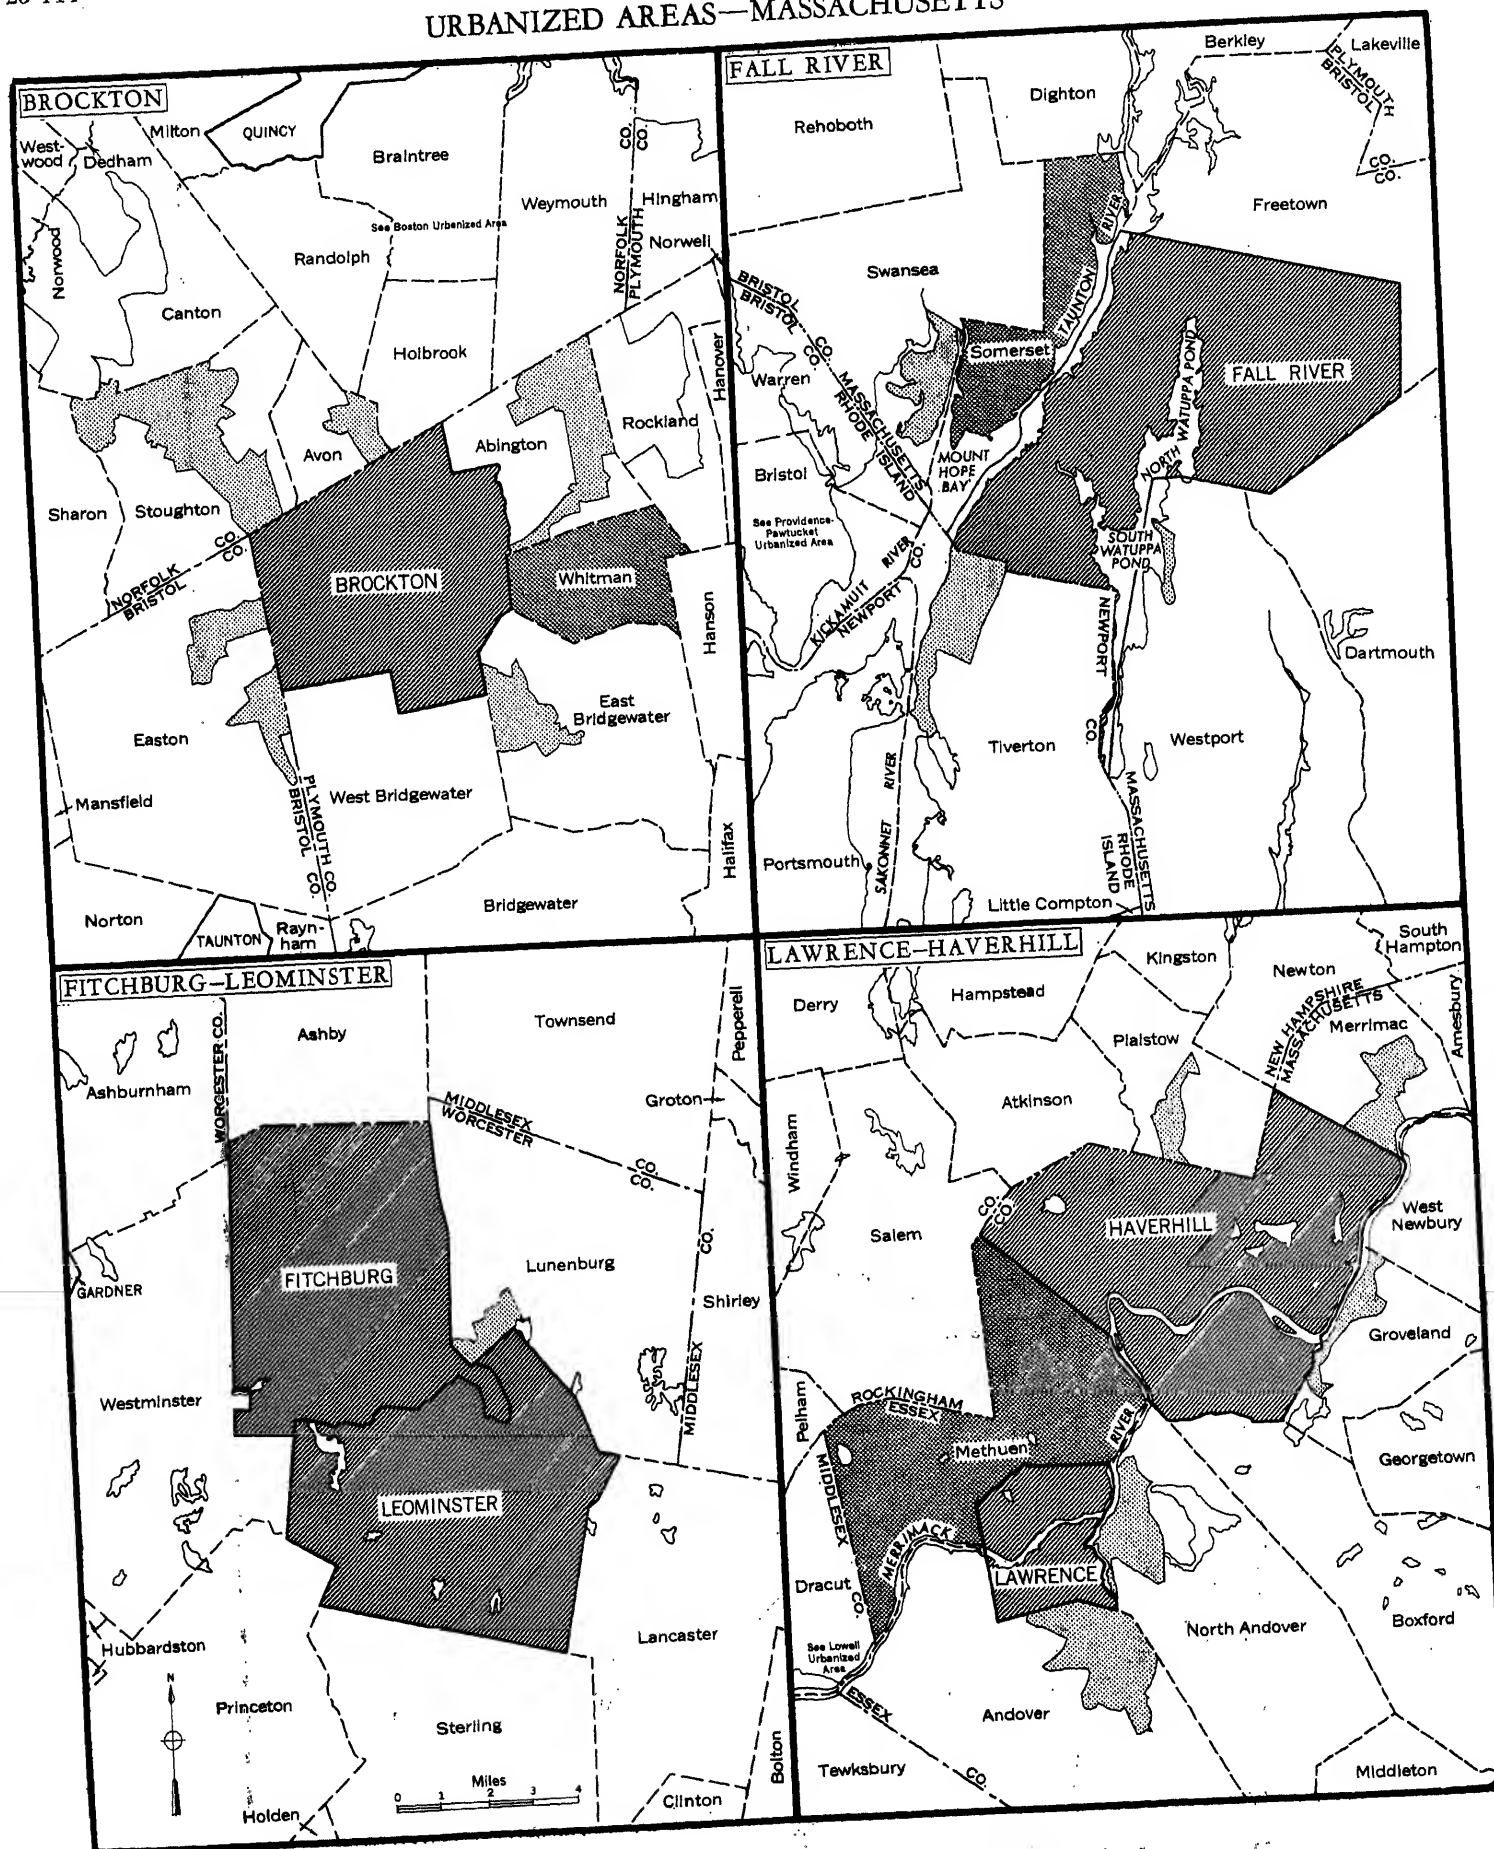 URBANIZED AREAS—MASSACHUSETTS
BROCKTON
West-
wood
Dedham
Milton
QUINCY
Braintree
Weymouth
CO.
CO.
Hingham
Norwell
NORFOLK
PLYMOUTH
See Boston Urbanized Area
Norwood
Randolph
Canton
Holbrook
Hanover
Rockland
Abington
Avon
Sharon
Stoughton
CO.
CO.
NORFOLK
BRISTOL
BROCKTON
Whitman
Hanson
East
Bridgewater
Easton
Mansfield
West Bridgewater
PLYMOUTH CO.
BRISTOL CO.
Halifax
Norton
TAUNTON
Rayn-
ham
Bridgewater
FALL RIVER
Berkley
Lakeville
PLYMOUTH
BRISTOL
CO.
CO.
Dighton
Rehoboth
Freetown
RIVER
TAUNTON
Swansea
BRISTOL
BRISTOL
CO.
CO.
MASSACHUSETTS
RHODE ISLAND
Somerset
Warren
WATUPPA POND
NORTH
FALL RIVER
MOUNT
HOPE
BAY
Bristol
See Providence-
Pawtucket
Urbanized Area
SOUTH
WATUPPA
POND
KICKAMUIT RIVER
NEWPORT CO.
NEWPORT
CO.
Dartmouth
Tiverton
Westport
SAKONNET RIVER
Portsmouth
MASSACHUSETTS
RHODE
ISLAND
Little Compton
FITCHBURG–LEOMINSTER
Ashby
Townsend
Pepperell
WORCESTER CO.
Ashburnham
Groton
MIDDLESEX
WORCESTER
CO.
CO.
FITCHBURG
Lunenburg
CO.
GARDNER
Shirley
MIDDLESEX
Westminster
LEOMINSTER
Hubbardston
Lancaster
N
Princeton
Sterling
Bolton
Miles
0 1 2 3 4
Holden
Clinton
LAWRENCE–HAVERHILL
Kingston
South
Hampton
Newton
Derry
Hampstead
NEW HAMPSHIRE
MASSACHUSETTS
Merrimac
Amesbury
Plaistow
Atkinson
Windham
CO.
CO.
Salem
HAVERHILL
West
Newbury
Groveland
Pelham
ROCKINGHAM
ESSEX
Methuen
RIVER
Georgetown
MIDDLESEX
CO.
MERRIMACK
Dracut
LAWRENCE
North Andover
Boxford
See Lowell
Urbanized
Area
ESSEX
CO.
Andover
Tewksbury
Middleton